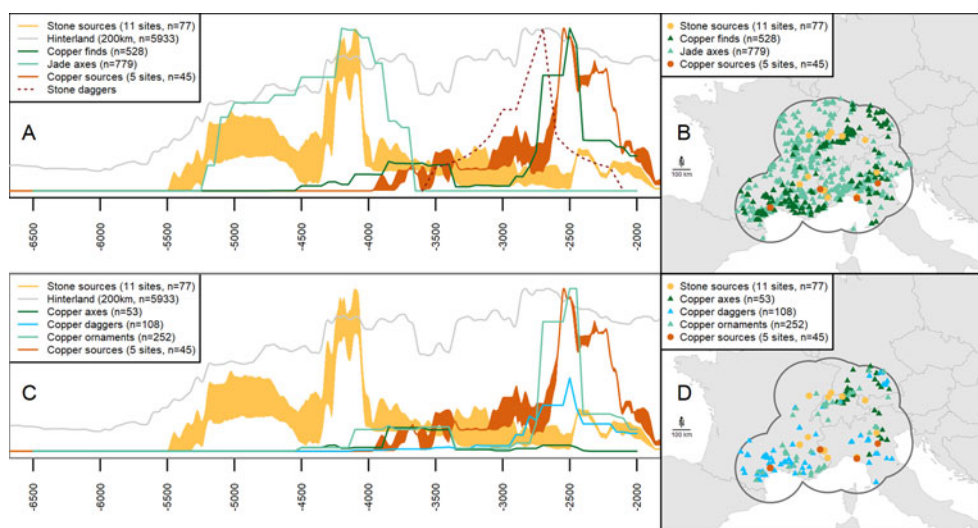 Stone sources (11 sites, n=77)
Hinterland (200km, n=5933)
Copper finds (n=528)
Jade axes (n=779)
Copper sources (5 sites, n=45)
Stone daggers
A
-6500
-6000
-5500
-5000
-4500
-4000
-3500
-3000
-2500
-2000
Stone sources (11 sites, n=77)
Copper finds (n=528)
Jade axes (n=779)
Copper sources (5 sites, n=45)
B
100 km
Stone sources (11 sites, n=77)
Hinterland (200km, n=5933)
Copper axes (n=53)
Copper daggers (n=108)
Copper ornaments (n=252)
Copper sources (5 sites, n=45)
C
-6500
-6000
-5500
-5000
-4500
-4000
-3500
-3000
-2500
-2000
Stone sources (11 sites, n=77)
Copper axes (n=53)
Copper daggers (n=108)
Copper ornaments (n=252)
Copper sources (5 sites, n=45)
D
100 km